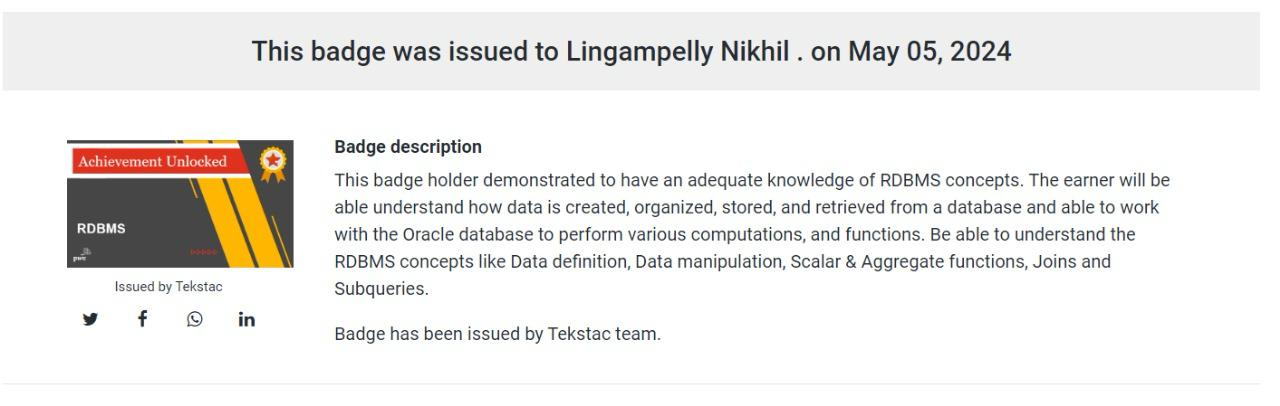 This badge was issued to Lingampelly Nikhil . on May 05, 2024
Achievement Unlocked
RDBMS
pwc
Issued by Tekstac
Badge description
This badge holder demonstrated to have an adequate knowledge of RDBMS concepts. The earner will be
able understand how data is created, organized, stored, and retrieved from a database and able to work
with the Oracle database to perform various computations, and functions. Be able to understand the
RDBMS concepts like Data definition, Data manipulation, Scalar & Aggregate functions, Joins and
Subqueries.
Badge has been issued by Tekstac team.